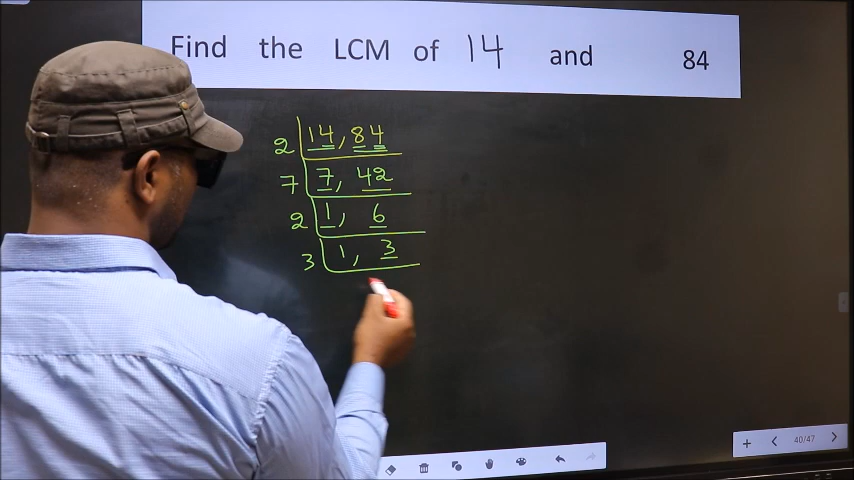 Find the LCM of 14 and 84
2 14, 84
7 7, 42
2 1, 6
3 1, 3
40/47